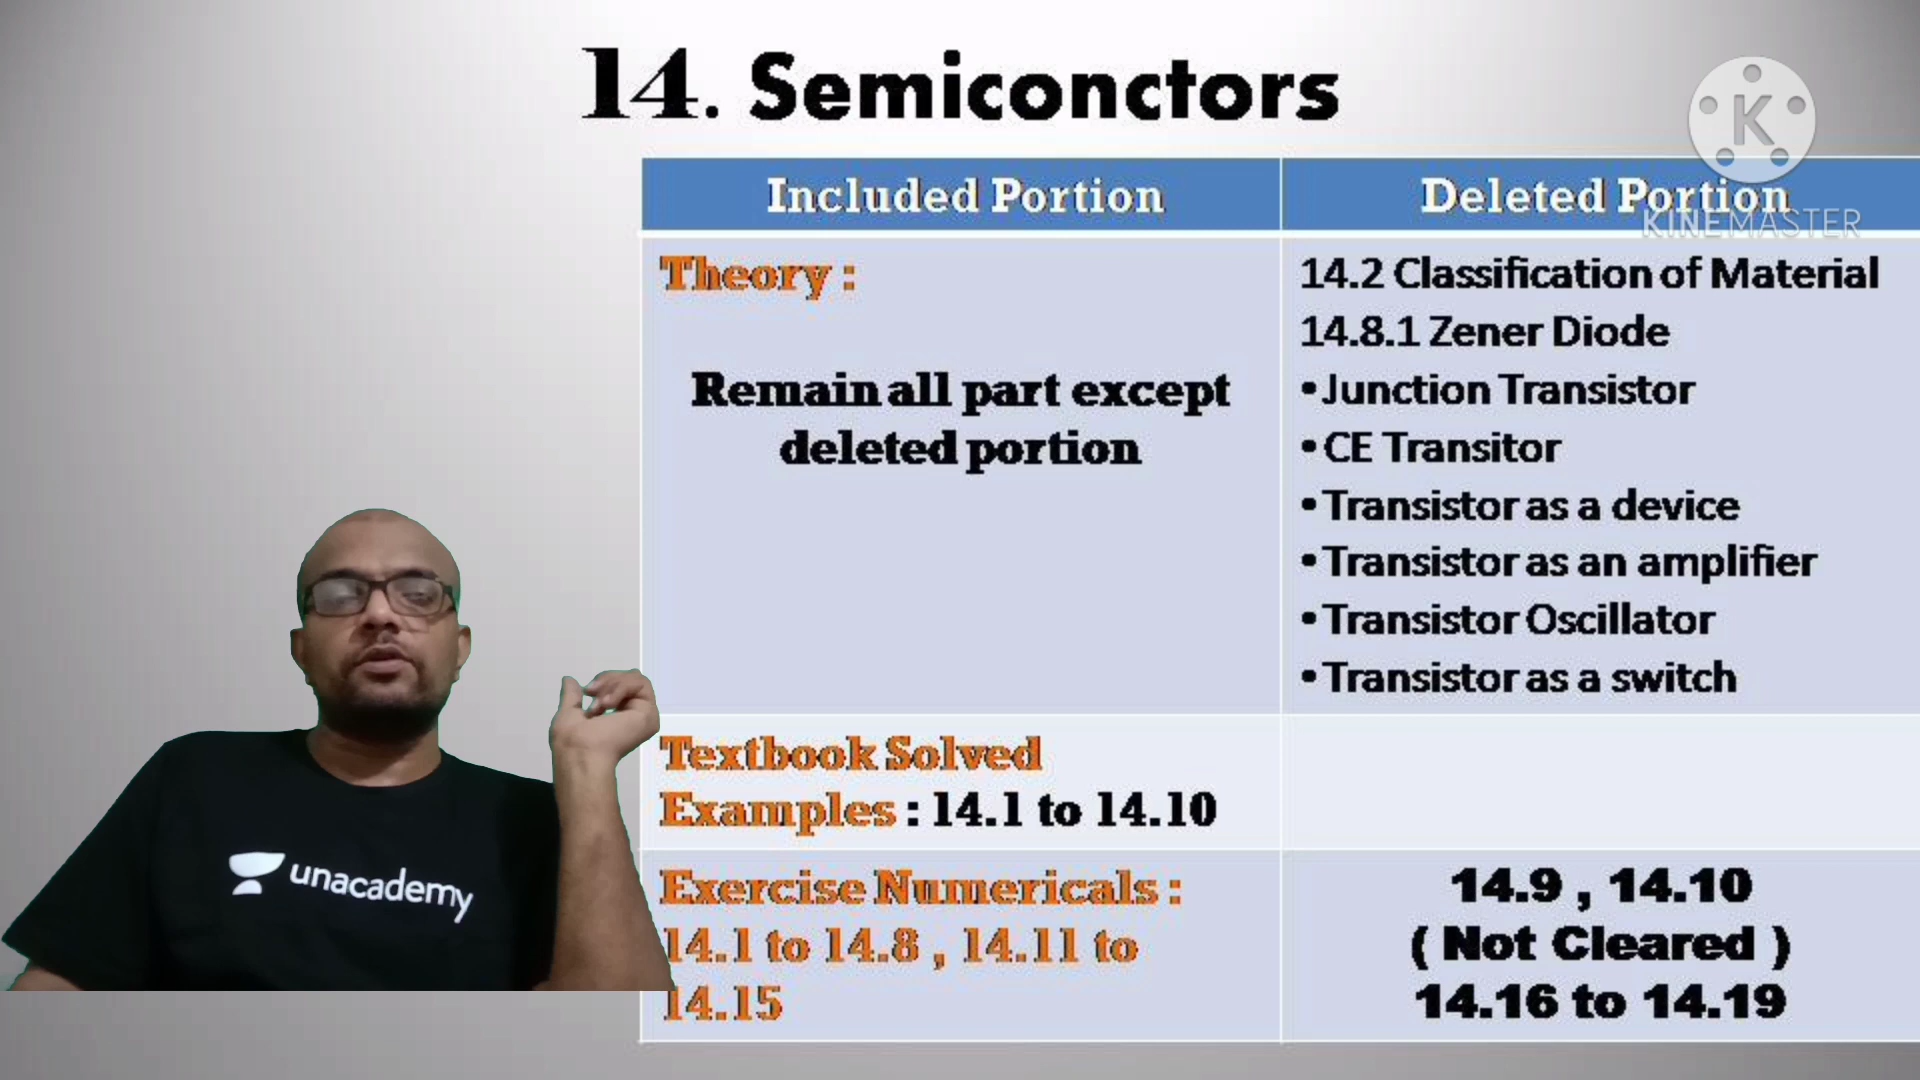 14. Semiconctors
K
KINEMASTER
Included Portion
Deleted Portion
Theory :
Remain all part except
deleted portion
14.2 Classification of Material
14.8.1 Zener Diode
•Junction Transistor
•CE Transitor
•Transistor as a device
•Transistor as an amplifier
•Transistor Oscillator
•Transistor as a switch
Textbook Solved
Examples : 14.1 to 14.10
Exercise Numericals :
14.1 to 14.8 , 14.11 to
14.15
14.9 , 14.10
( Not Cleared )
14.16 to 14.19
unacademy